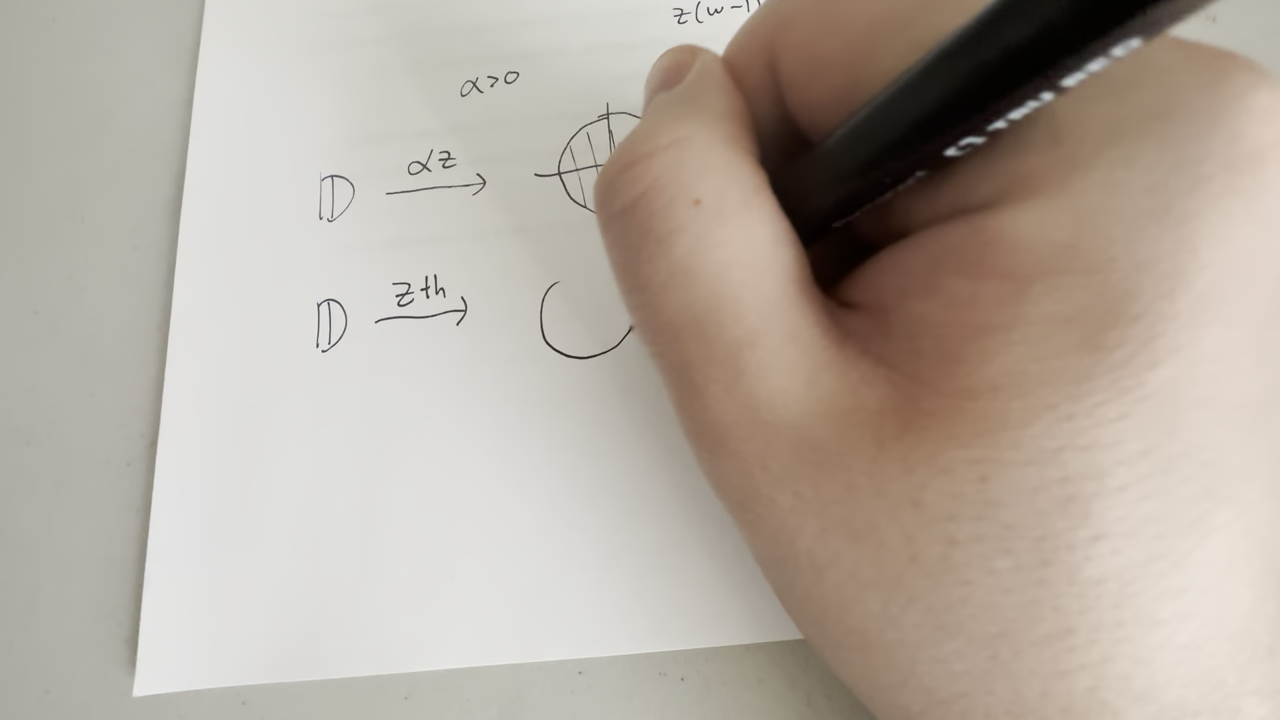 z(w-1)
α>0
𝔻 αz →
𝔻 z+h →